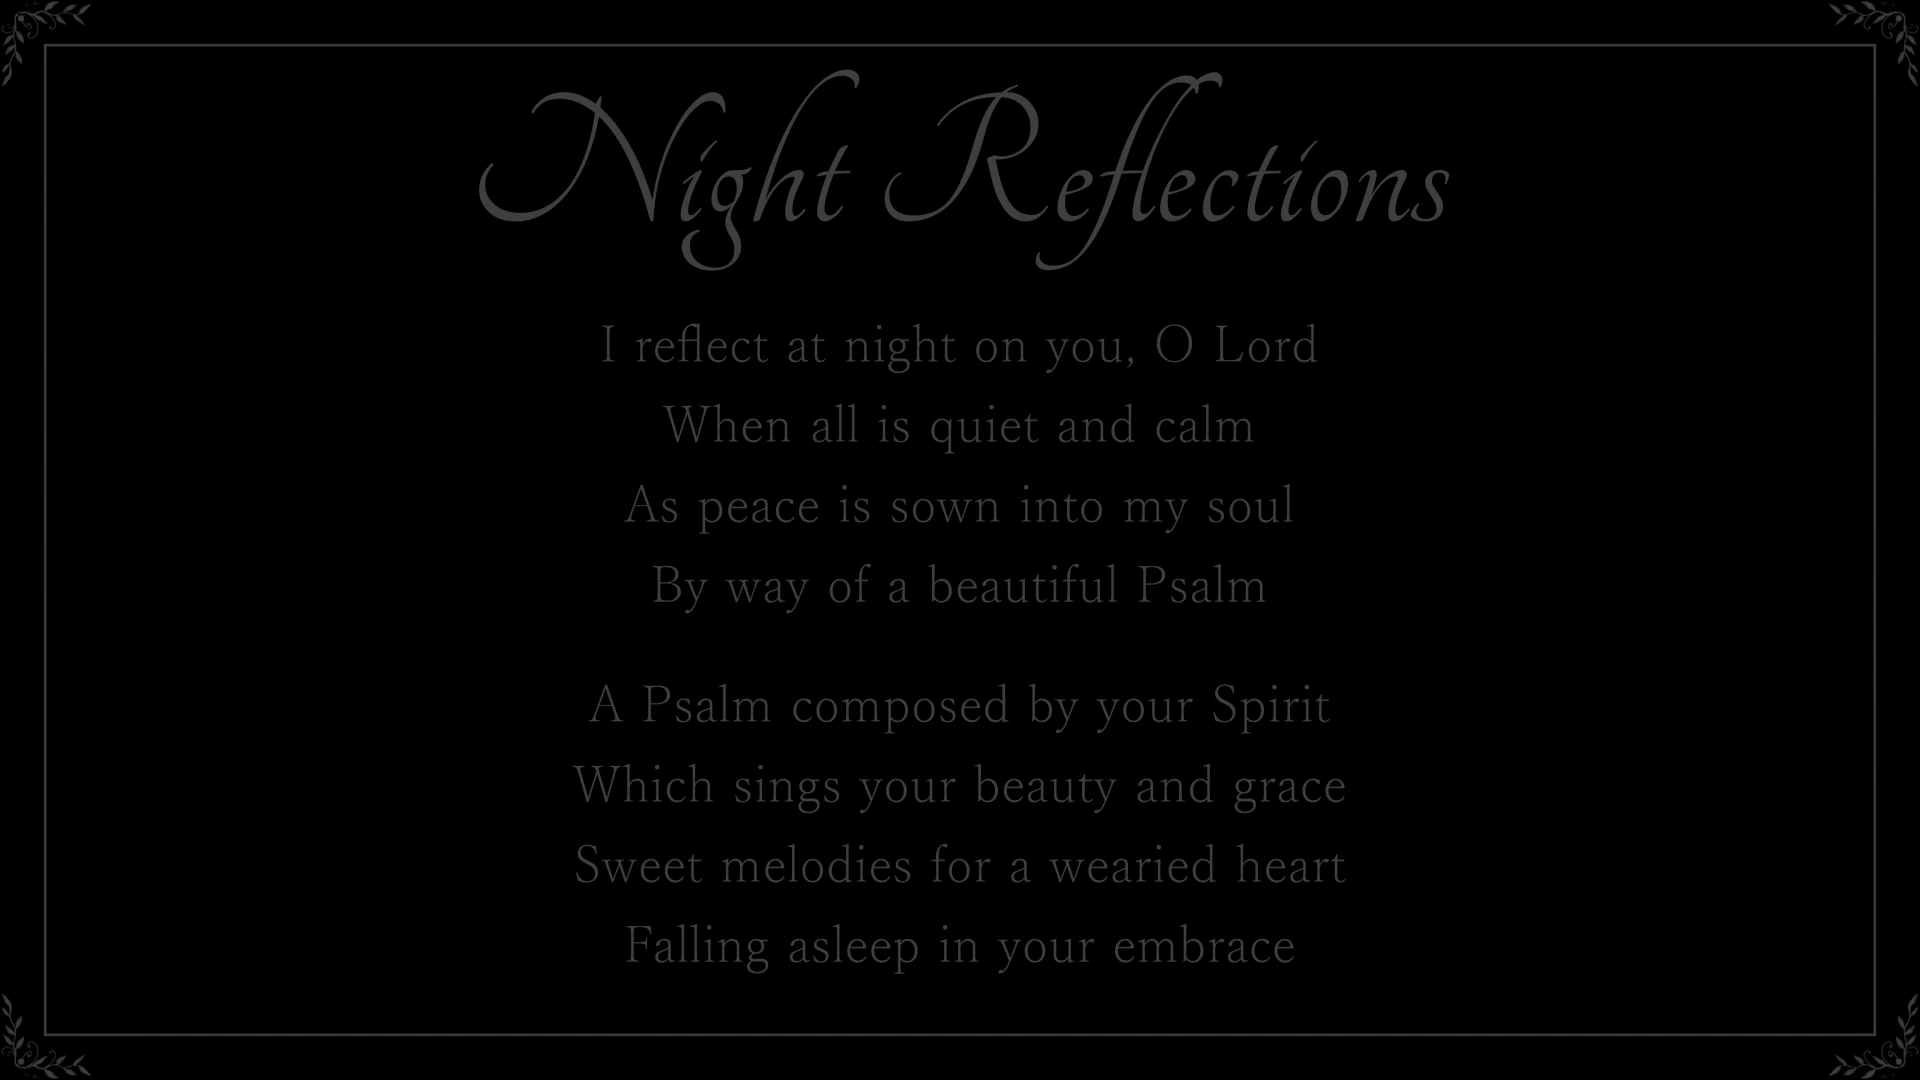 Night Reflections
I reflect at night on you, O Lord
When all is quiet and calm
As peace is sown into my soul
By way of a beautiful Psalm
A Psalm composed by your Spirit
Which sings your beauty and grace
Sweet melodies for a wearied heart
Falling asleep in your embrace